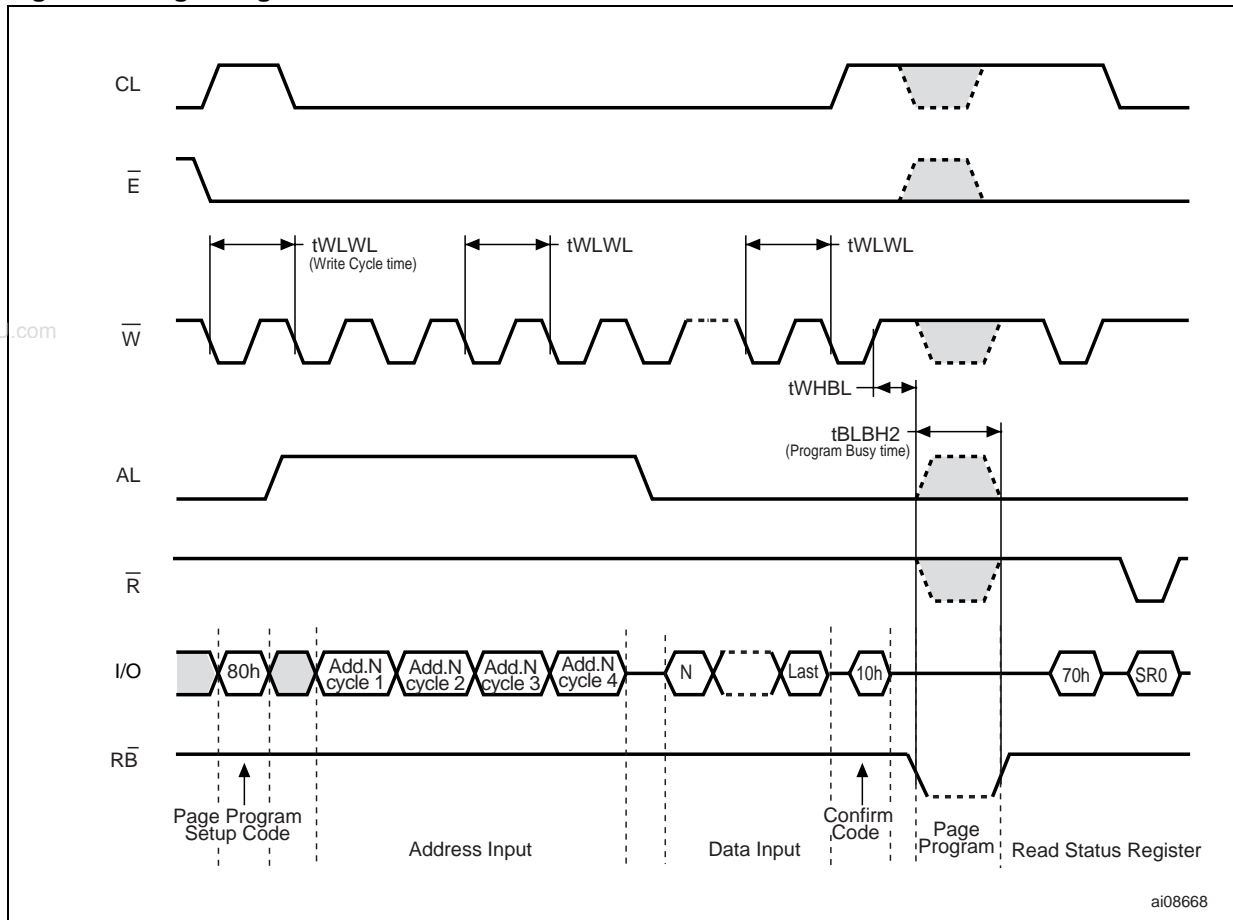 CL
E̅
tWLWL
(Write Cycle time)
tWLWL
tWLWL
J.com
W̅
tWHBL
tBLBH2
(Program Busy time)
AL
R̅
I/O
80h
Add.N
cycle 1
Add.N
cycle 2
Add.N
cycle 3
Add.N
cycle 4
N
Last
10h
70h
SR0
RB̅
Page Program
Setup Code
Address Input
Data Input
Confirm
Code
Page
Program
Read Status Register
ai08668